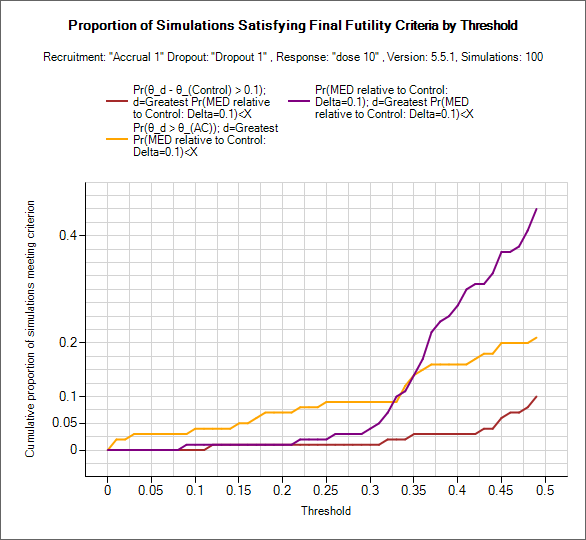 Proportion of Simulations Satisfying Final Futility Criteria by Threshold
Recruitment: "Accrual 1" Dropout: "Dropout 1" , Response: "dose 10" , Version: 5.5.1, Simulations: 100
Pr(θ_d - θ_(Control) > 0.1);
d=Greatest Pr(MED relative
to Control: Delta=0.1)<X
Pr(MED relative to Control:
Delta=0.1); d=Greatest Pr(MED
relative to Control: Delta=0.1)<X
Pr(θ_d > θ_(AC)); d=Greatest
Pr(MED relative to Control:
Delta=0.1)<X
Cumulative proportion of simulations meeting criterion
0.4
0.2
0.1
0.05
0
0 0.05 0.1 0.15 0.2 0.25 0.3 0.35 0.4 0.45 0.5
Threshold